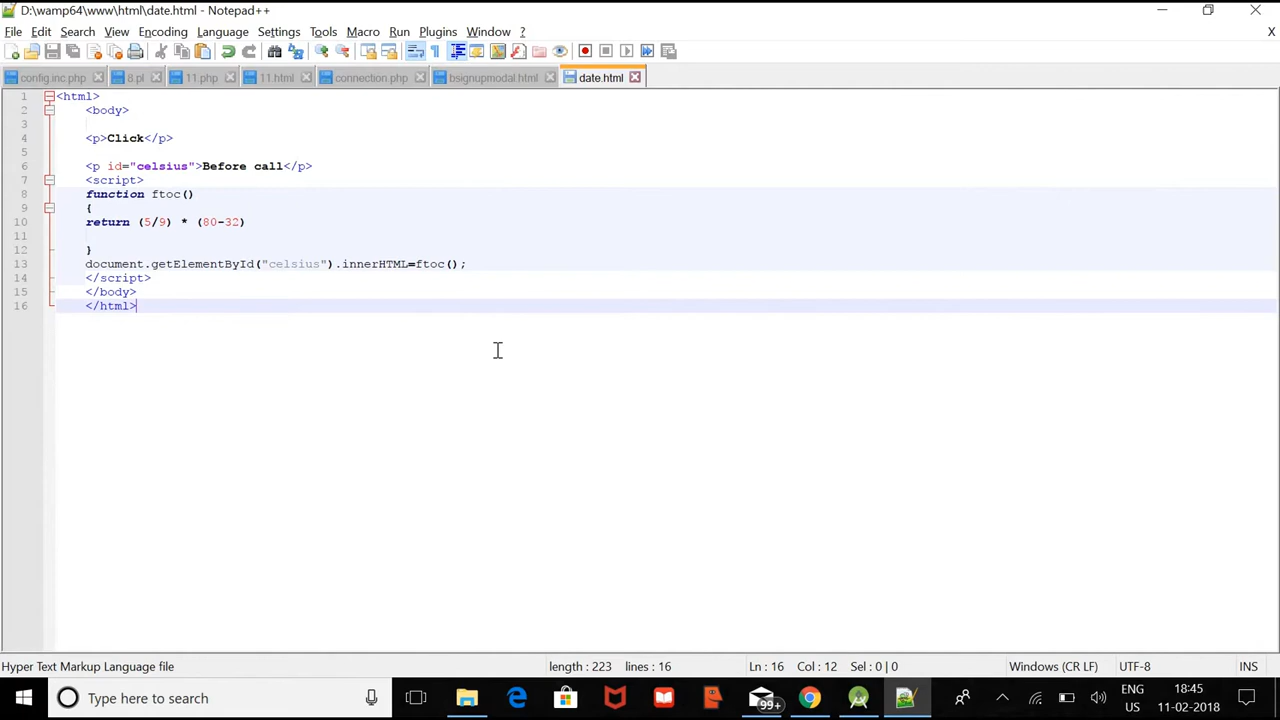 D:\wamp64\www\html\date.html - Notepad++
File Edit Search View Encoding Language Settings Tools Macro Run Plugins Window ? X
config.inc.php 8.pl 11.php 11.html connection.php bsignupmodal.html date.html
1 <html>
2 <body>
3
4 <p>Click</p>
5
6 <p id="celsius">Before call</p>
7 <script>
8 function ftoc()
9 {
10 return (5/9) * (80-32)
11
12 }
13 document.getElementById("celsius").innerHTML=ftoc();
14 </script>
15 </body>
16 </html>
Hyper Text Markup Language file length : 223 lines : 16 Ln : 16 Col : 12 Sel : 0 | 0 Windows (CR LF) UTF-8 INS
Type here to search 99+ ENG 18:45
US 11-02-2018